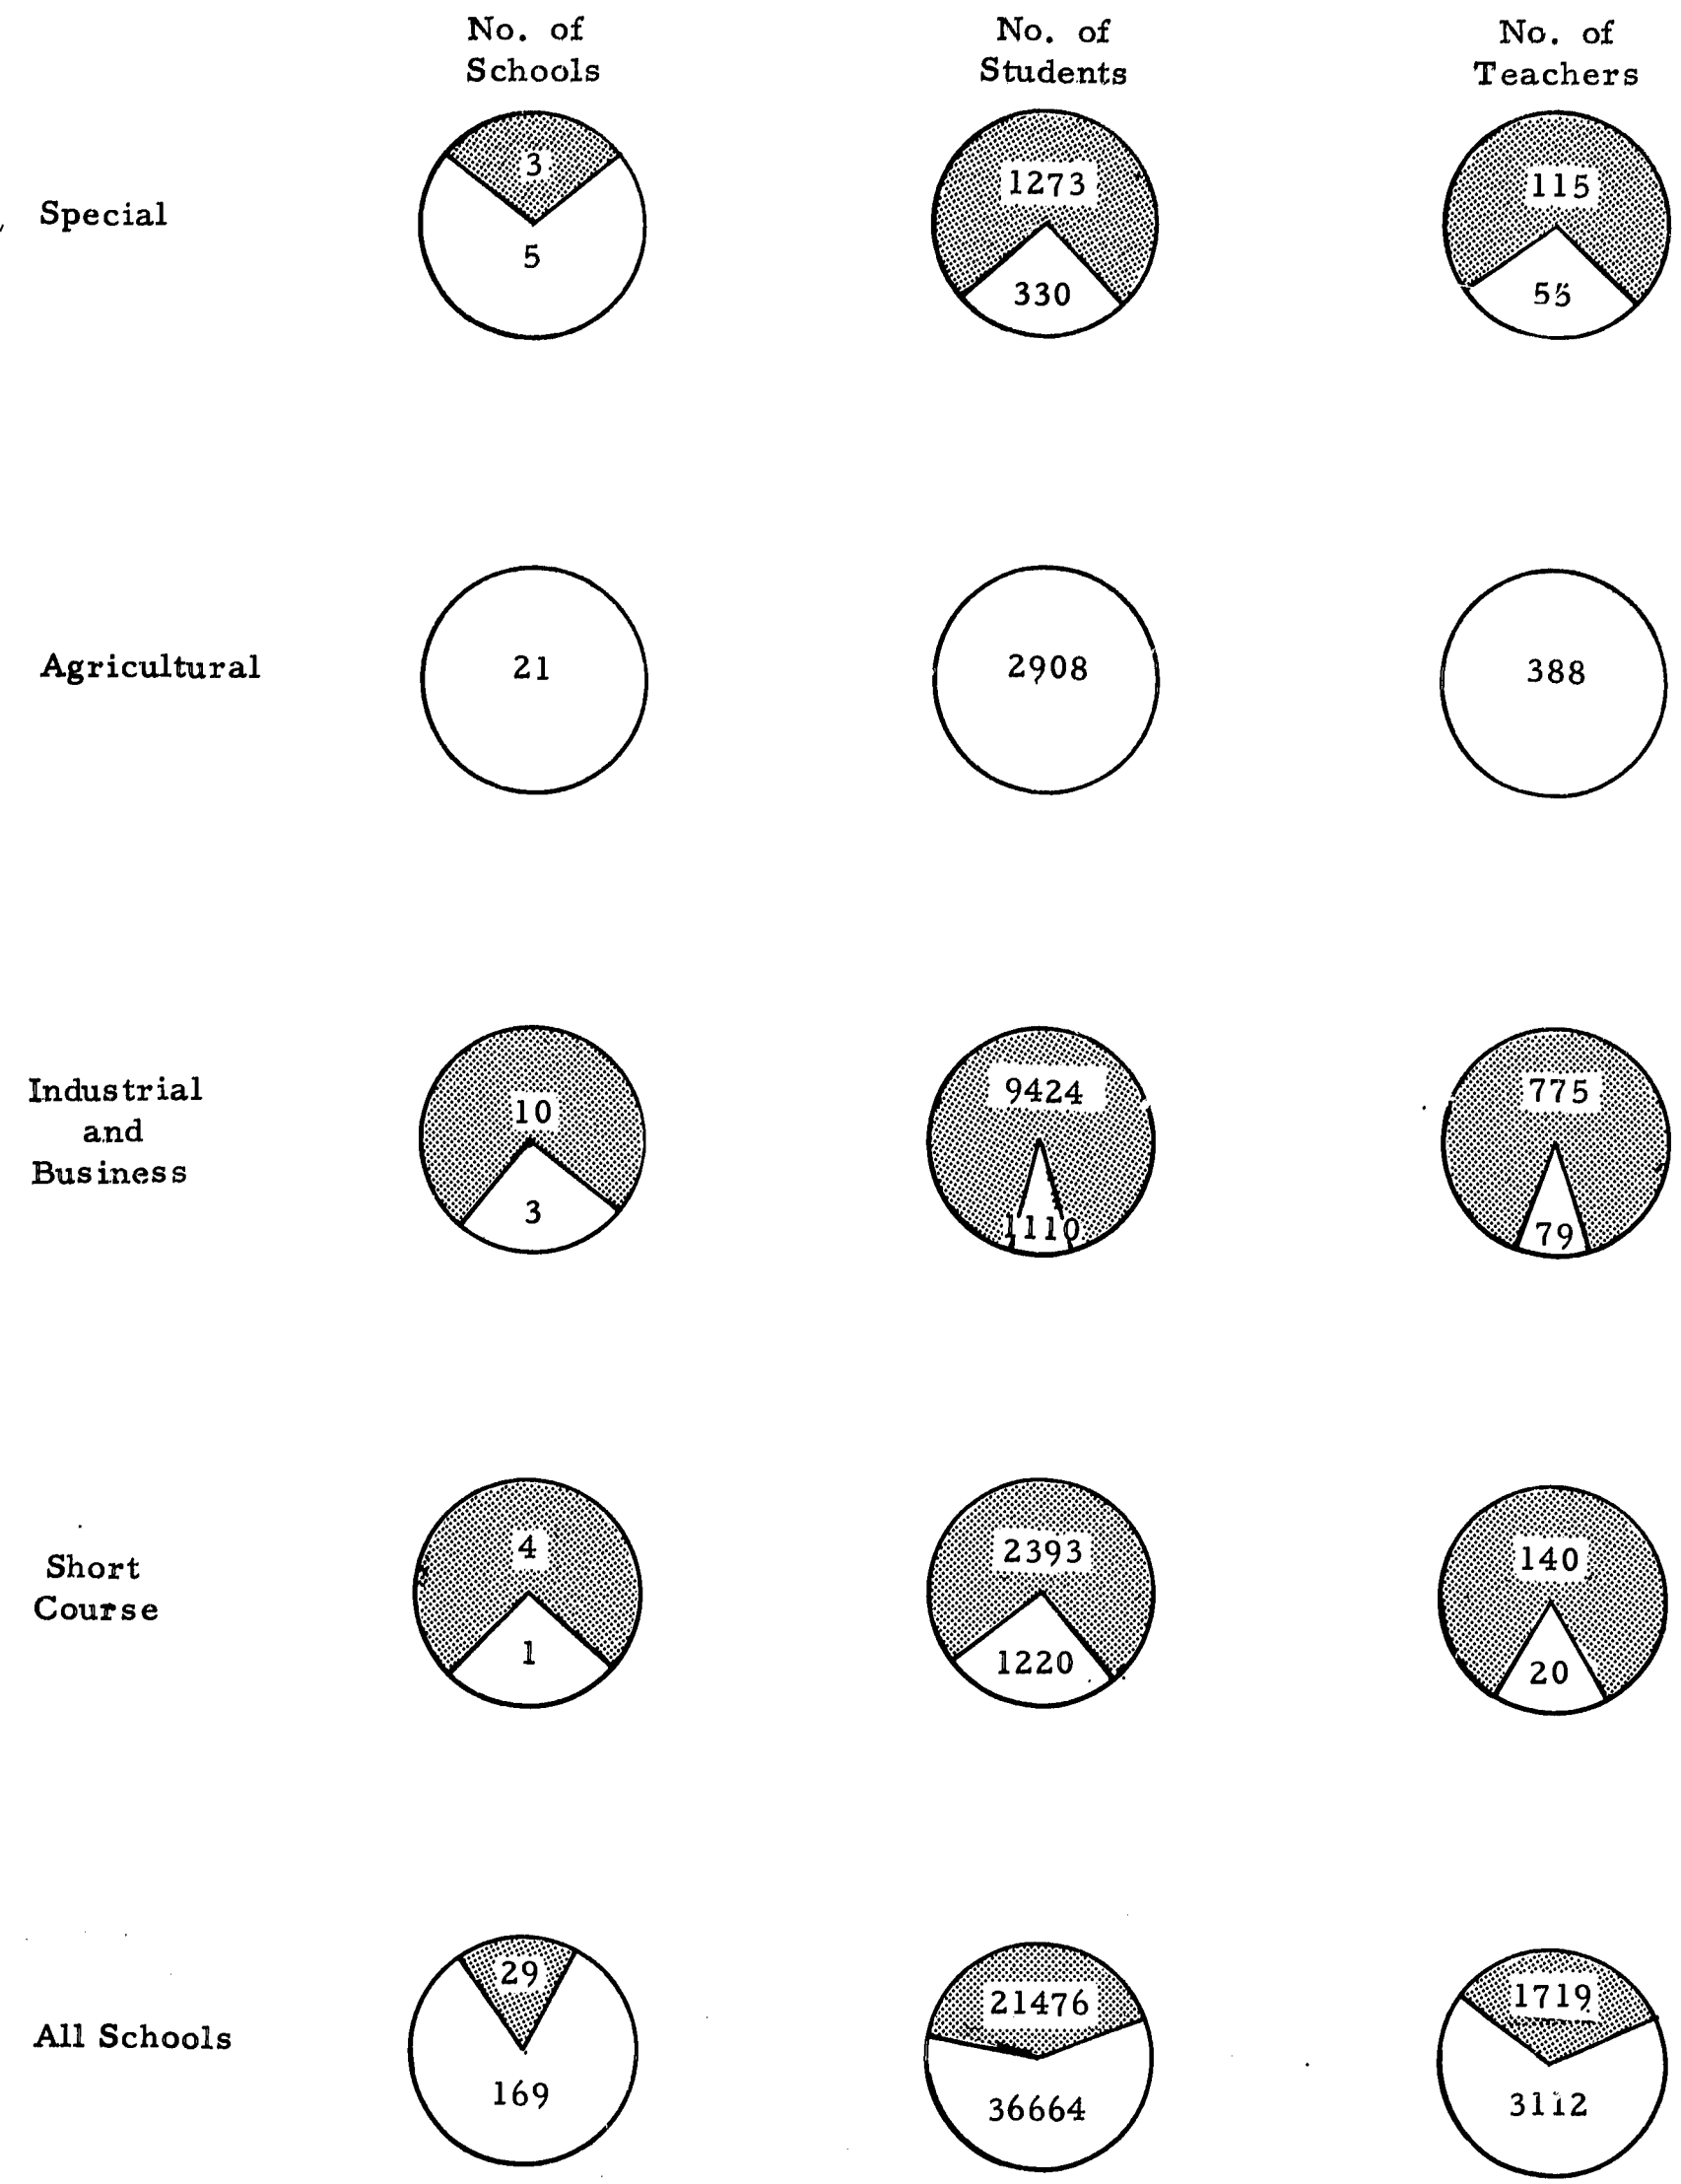 No. of
Schools
No. of
Students
No. of
Teachers
Special
3
5
1273
330
115
Agricultural
21
2908
388
Industrial
and
Business
10
3
9424
1110
775
79
Short
Course
4
1
2393
1220
140
20
All Schools
29
169
21476
36664
1719
3112